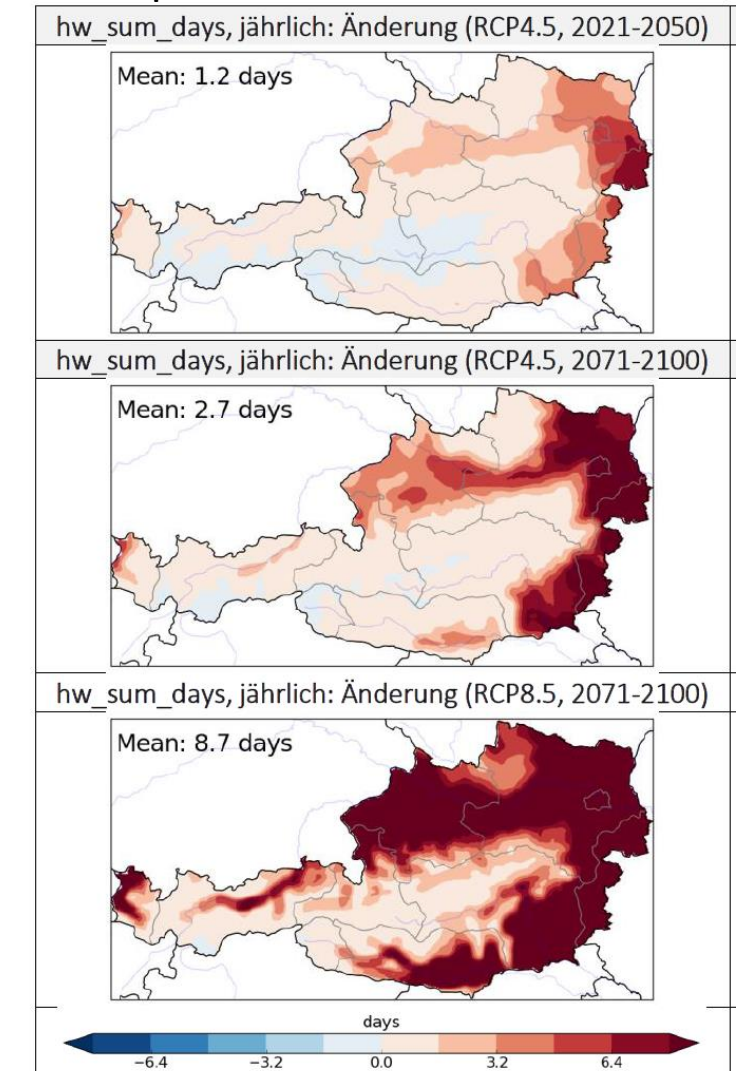 hw_sum_days, jährlich: Änderung (RCP4.5, 2021-2050)
Mean: 1.2 days
hw_sum_days, jährlich: Änderung (RCP4.5, 2071-2100)
Mean: 2.7 days
hw_sum_days, jährlich: Änderung (RCP8.5, 2071-2100)
Mean: 8.7 days
days
−6.4 −3.2 0.0 3.2 6.4